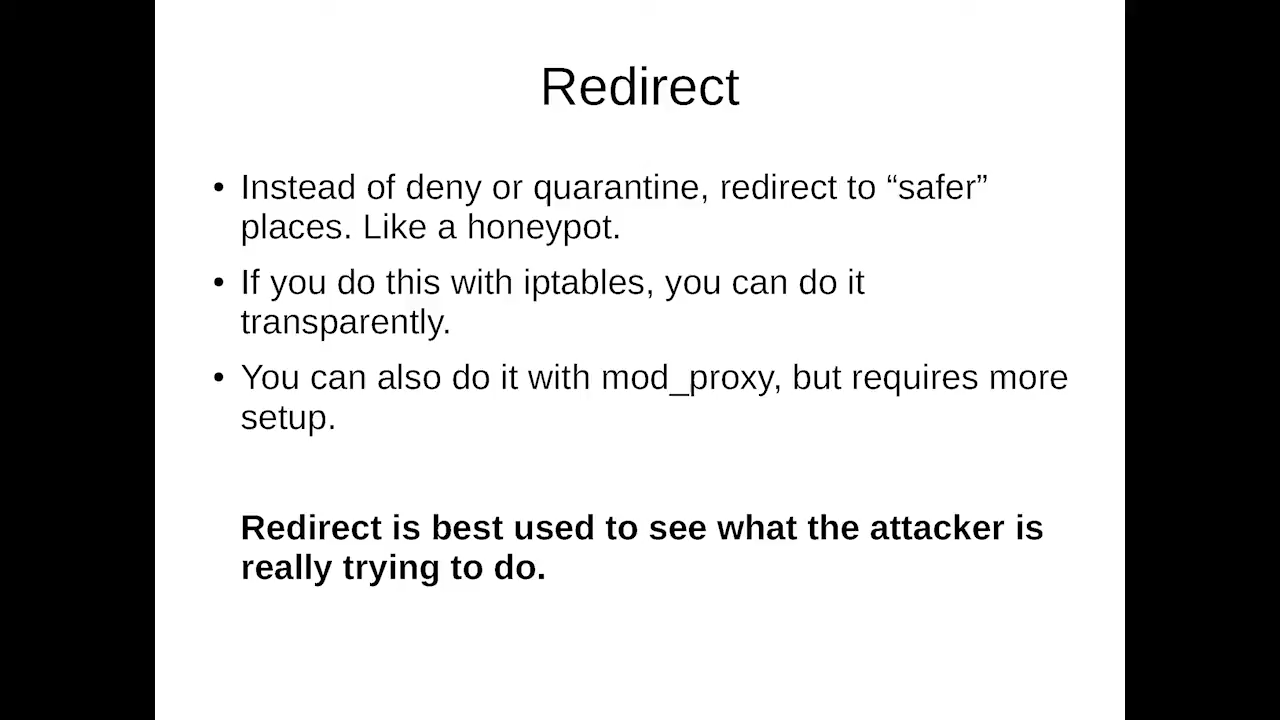 Redirect
• Instead of deny or quarantine, redirect to “safer”
places. Like a honeypot.
• If you do this with iptables, you can do it
transparently.
• You can also do it with mod_proxy, but requires more
setup.
Redirect is best used to see what the attacker is
really trying to do.